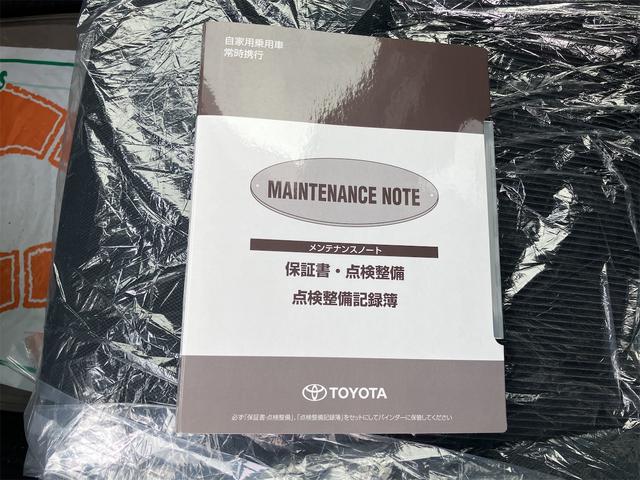 自家用乗用車
常時携行
MAINTENANCE NOTE
メンテナンスノート
保証書・点検整備
点検整備記録簿
TOYOTA
必ず「保証書・点検整備」、「点検整備記録簿」をセットにしてバインダーに保管してください